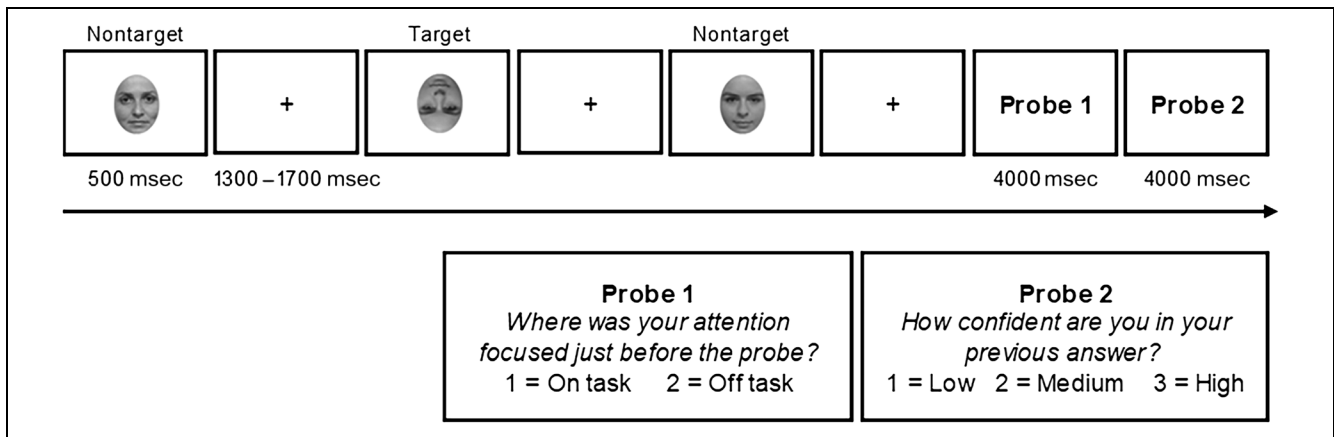 Nontarget Target Nontarget
+ + + Probe 1 Probe 2
500 msec 1300 – 1700 msec 4000 msec 4000 msec
Probe 1
Where was your attention
focused just before the probe?
1 = On task 2 = Off task
Probe 2
How confident are you in your
previous answer?
1 = Low 2 = Medium 3 = High